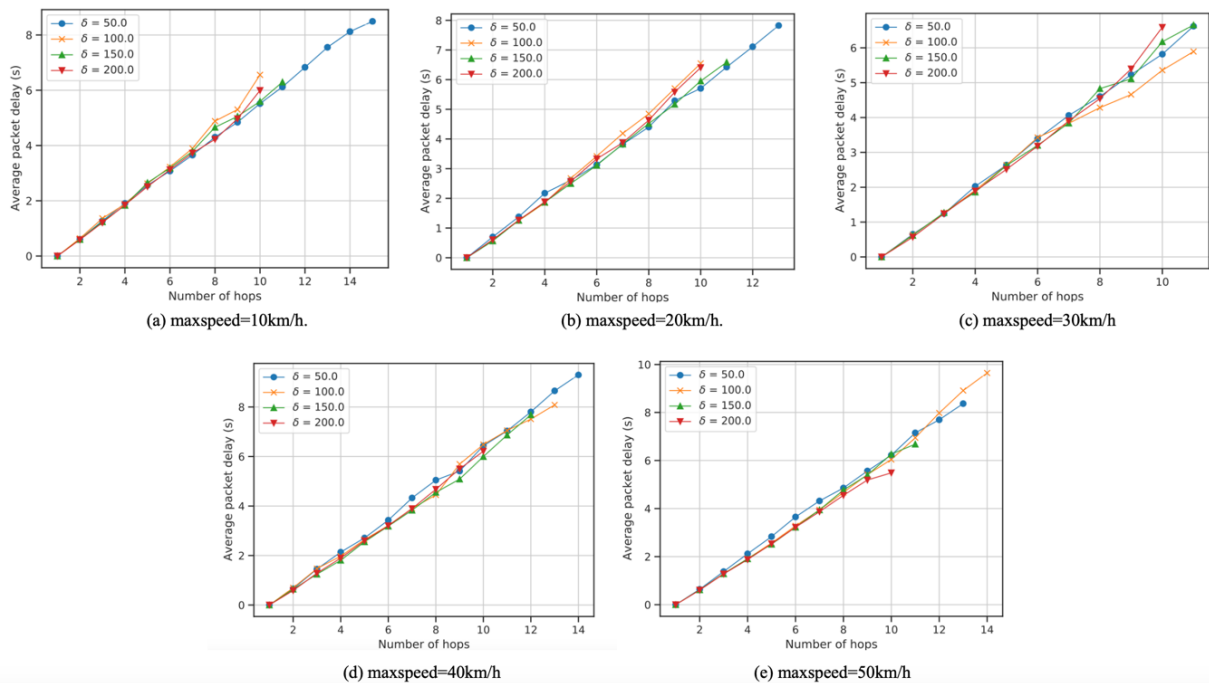 δ = 50.0
δ = 100.0
δ = 150.0
δ = 200.0
Average packet delay (s)
8
6
4
2
0
2 4 6 8 10 12 14
Number of hops
(a) maxspeed=10km/h.
δ = 50.0
δ = 100.0
δ = 150.0
δ = 200.0
Average packet delay (s)
8
7
6
5
4
3
2
1
0
2 4 6 8 10 12
Number of hops
(b) maxspeed=20km/h.
δ = 50.0
δ = 100.0
δ = 150.0
δ = 200.0
Average packet delay (s)
6
5
4
3
2
1
0
2 4 6 8 10
Number of hops
(c) maxspeed=30km/h
δ = 50.0
δ = 100.0
δ = 150.0
δ = 200.0
Average packet delay (s)
8
6
4
2
0
2 4 6 8 10 12 14
Number of hops
(d) maxspeed=40km/h
δ = 50.0
δ = 100.0
δ = 150.0
δ = 200.0
Average packet delay (s)
10
8
6
4
2
0
2 4 6 8 10 12 14
Number of hops
(e) maxspeed=50km/h